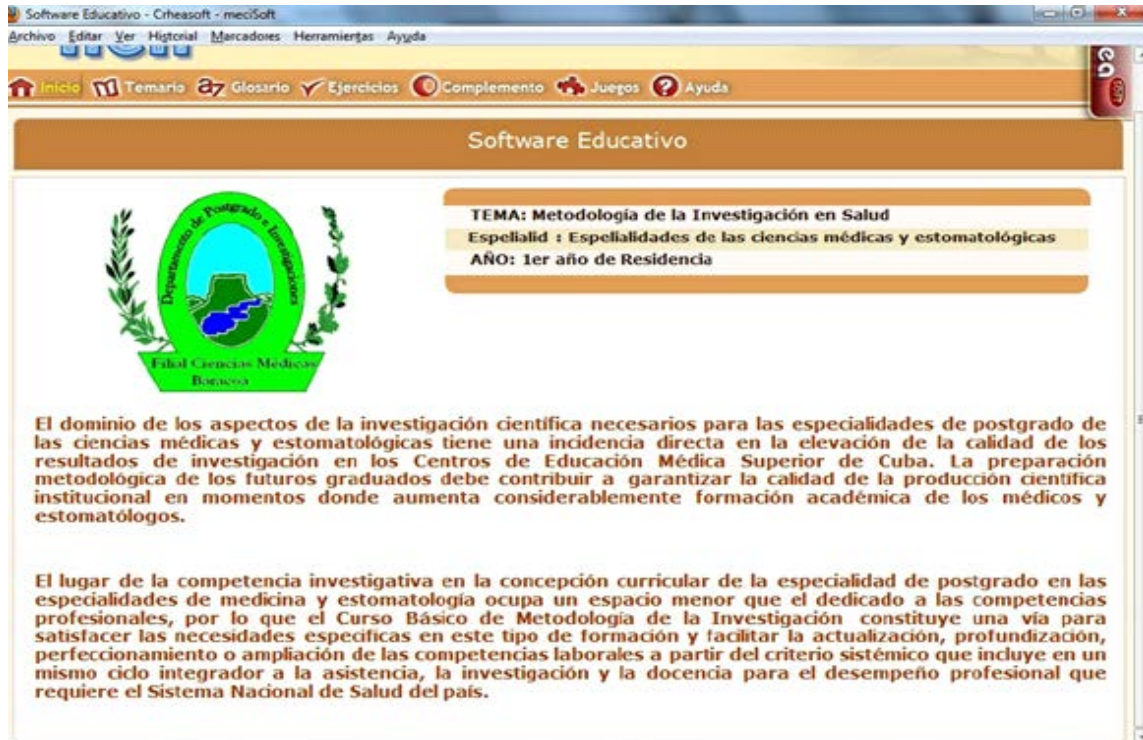 Software Educativo - Crheasoft - meciSoft
Archivo Editar Ver Historial Marcadores Herramientas Ayuda
Inicio Temario Glosario Ejercicios Complemento Juegos Ayuda
Software Educativo
Departamento de Postgrado e Investigaciones
Filial Ciencias Médicas
Baracoa
TEMA: Metodología de la Investigación en Salud
Espelialid : Espelialidades de las ciencias médicas y estomatológicas
AÑO: 1er año de Residencia
El dominio de los aspectos de la investigación científica necesarios para las especialidades de postgrado de
las ciencias médicas y estomatológicas tiene una incidencia directa en la elevación de la calidad de los
resultados de investigación en los Centros de Educación Médica Superior de Cuba. La preparación
metodológica de los futuros graduados debe contribuir a garantizar la calidad de la producción científica
institucional en momentos donde aumenta considerablemente formación académica de los médicos y
estomatólogos.
El lugar de la competencia investigativa en la concepción curricular de la especialidad de postgrado en las
especialidades de medicina y estomatología ocupa un espacio menor que el dedicado a las competencias
profesionales, por lo que el Curso Básico de Metodología de la Investigación constituye una vía para
satisfacer las necesidades especificas en este tipo de formación y facilitar la actualización, profundización,
perfeccionamiento o ampliación de las competencias laborales a partir del criterio sistémico que incluye en un
mismo ciclo integrador a la asistencia, la investigación y la docencia para el desempeño profesional que
requiere el Sistema Nacional de Salud del país.